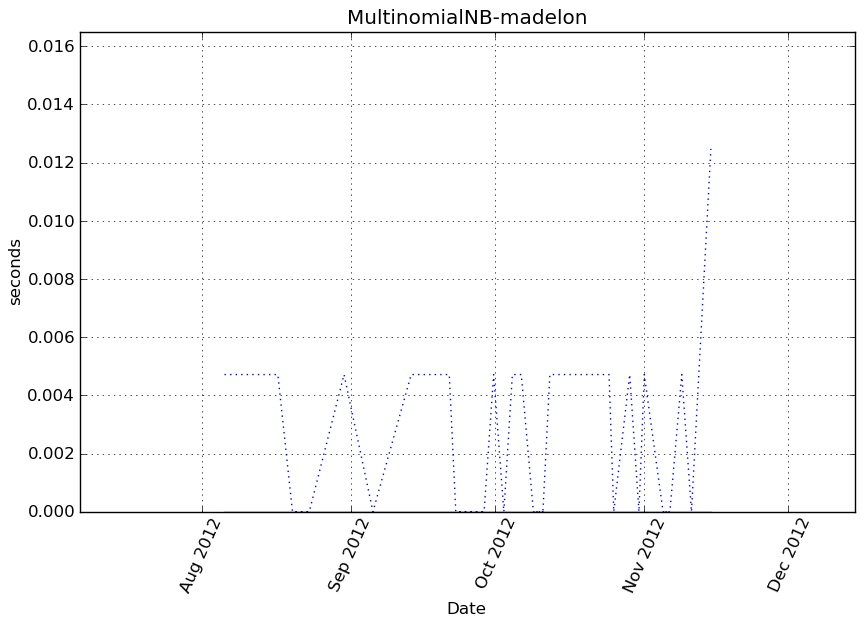 MultinomialNB-madelon
0.016
0.014
0.012
0.010
0.008
0.006
0.004
0.002
0.000
seconds
Aug 2012
Sep 2012
Oct 2012
Nov 2012
Dec 2012
Date